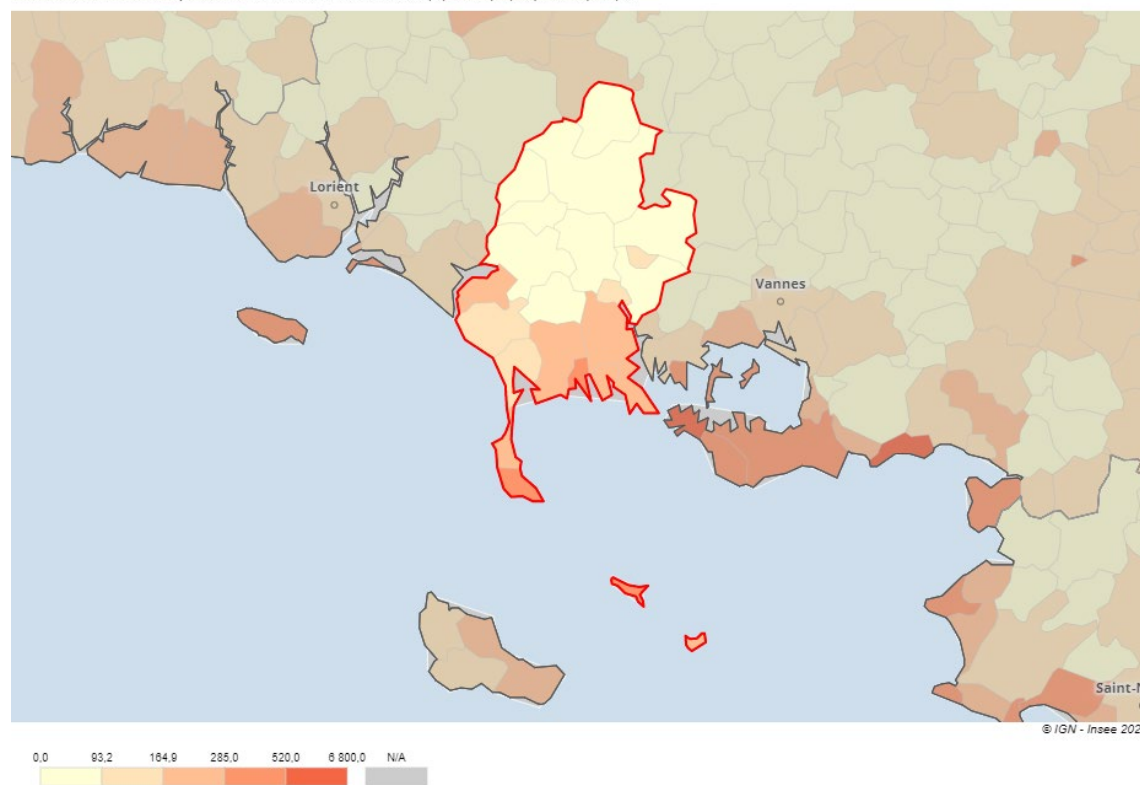 Lorient
Vannes
Saint-N
© IGN - Insee 202
0,0 93,2 164,9 285,0 520,0 6 800,0 N/A